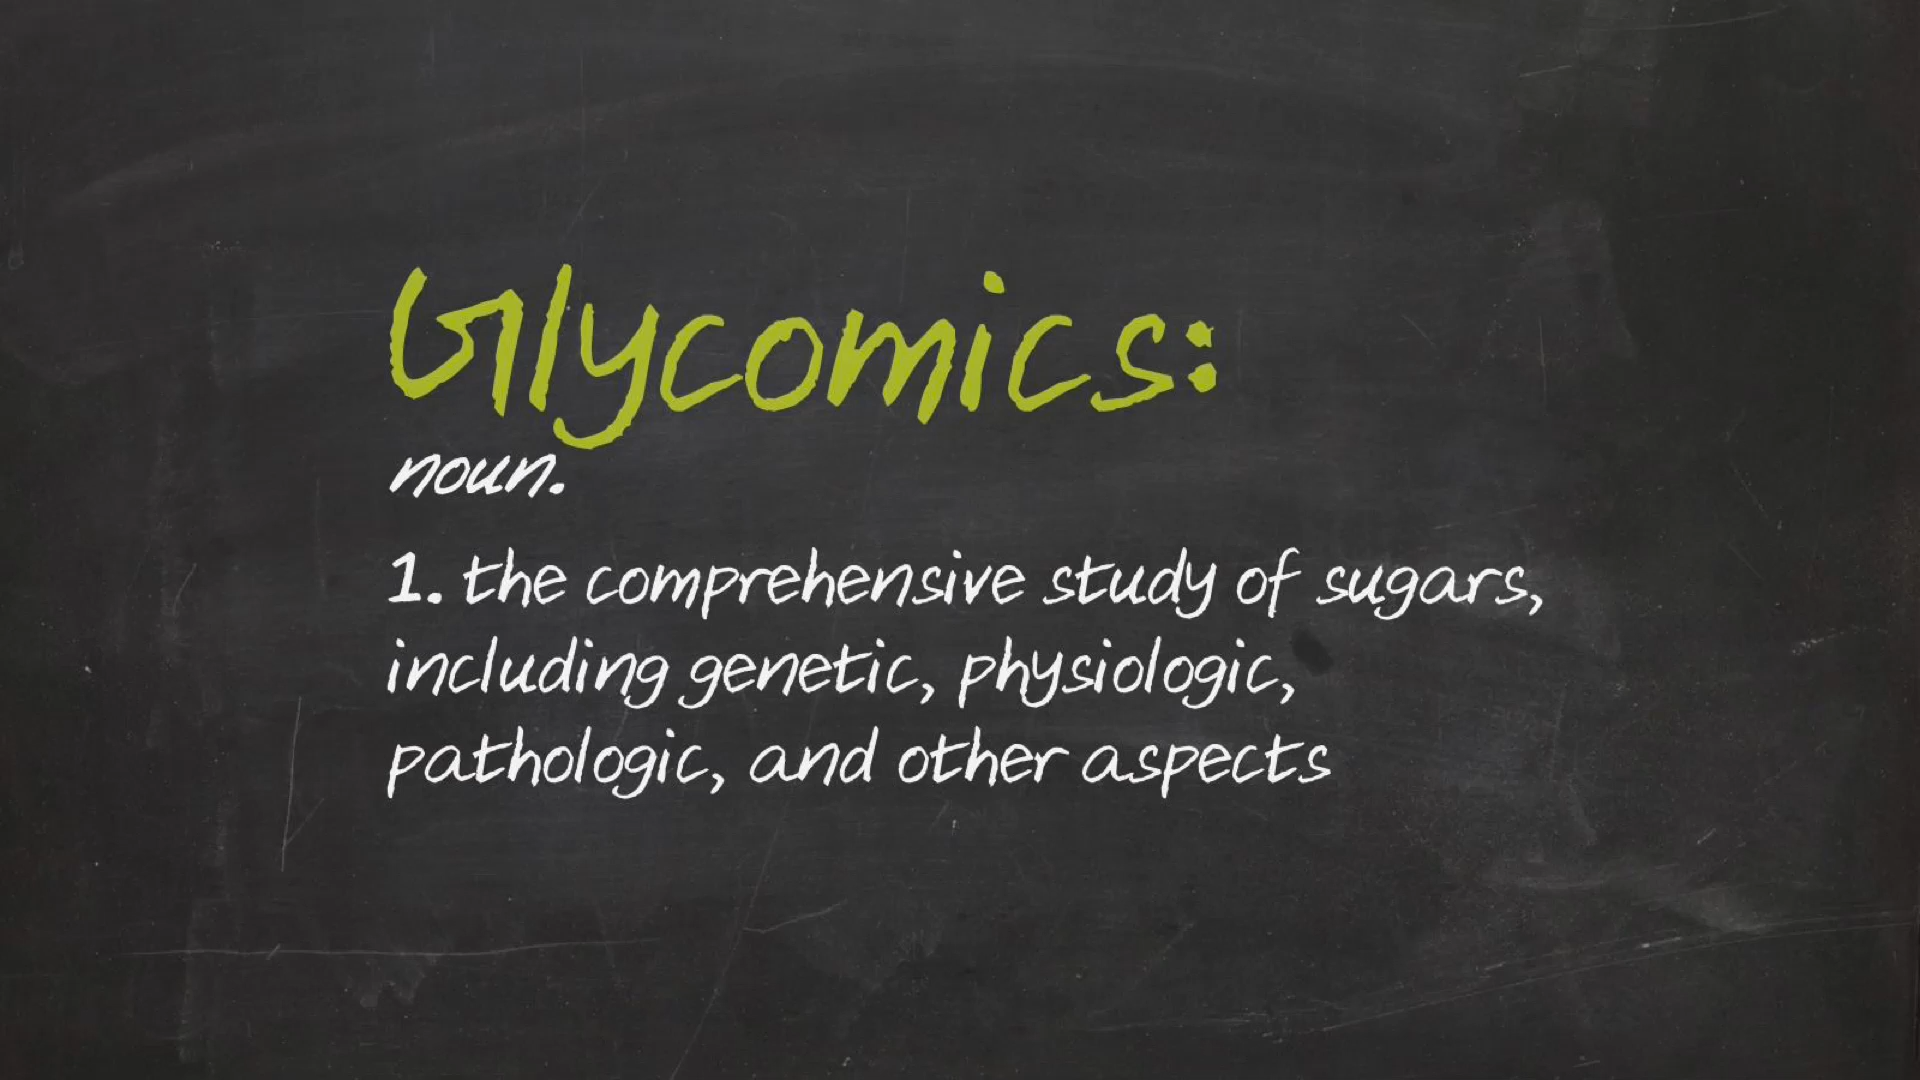 Glycomics:
noun.
1. the comprehensive study of sugars,
including genetic, physiologic,
pathologic, and other aspects